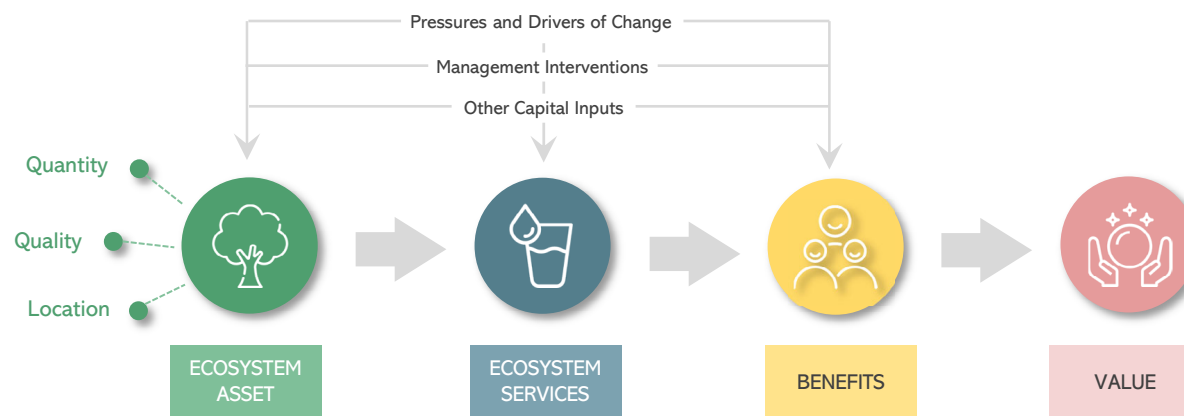 Pressures and Drivers of Change
Management Interventions
Other Capital Inputs
Quantity
Quality
Location
ECOSYSTEM
ASSET
ECOSYSTEM
SERVICES
BENEFITS
VALUE